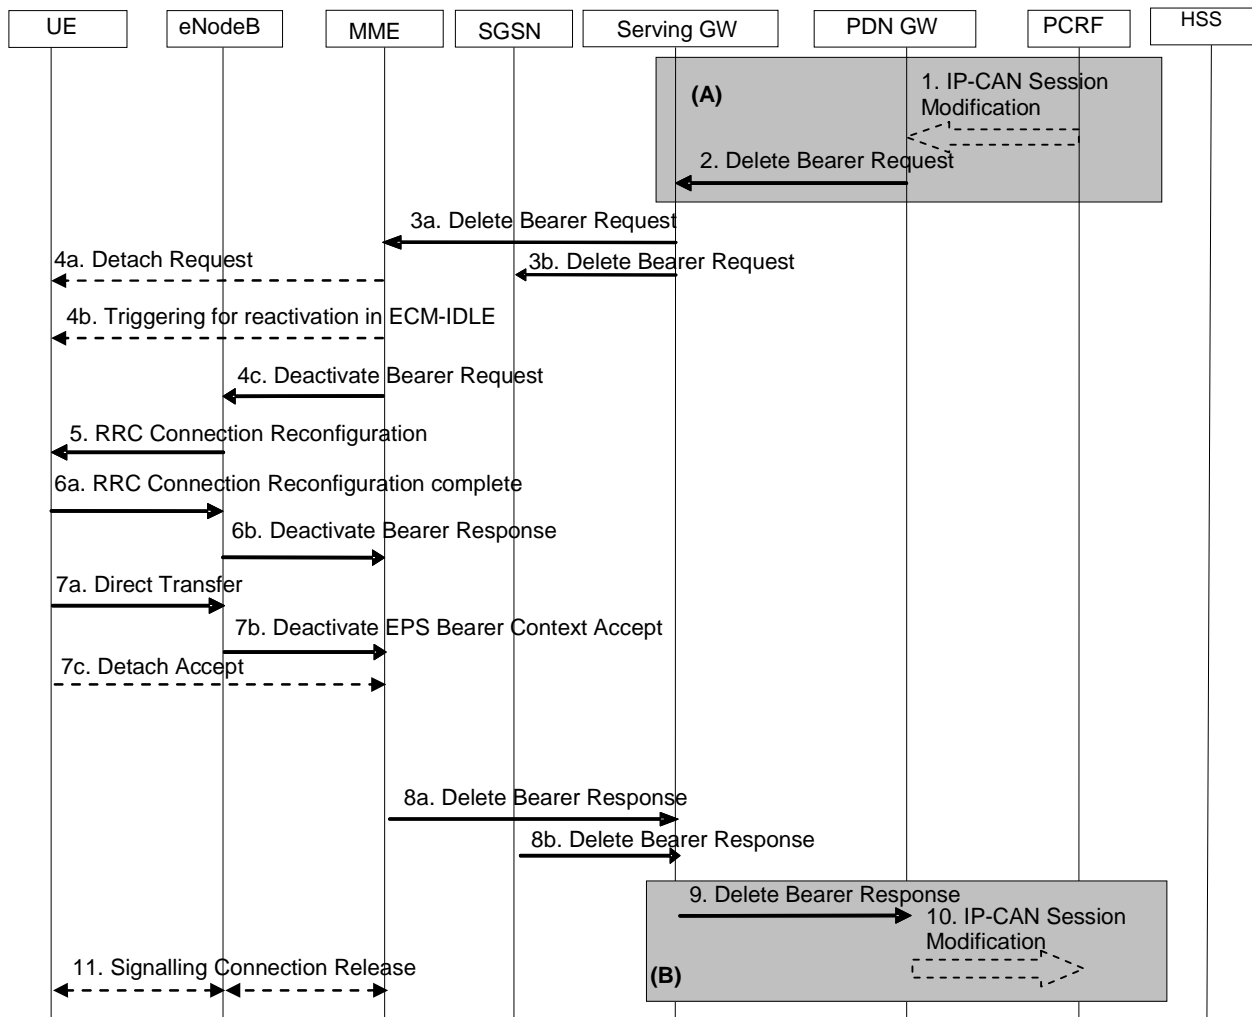 UE
eNodeB
MME
SGSN
Serving GW
PDN GW
PCRF
HSS
(A)
1. IP-CAN Session
Modification
2. Delete Bearer Request
3a. Delete Bearer Request
4a. Detach Request
3b. Delete Bearer Request
4b. Triggering for reactivation in ECM-IDLE
4c. Deactivate Bearer Request
5. RRC Connection Reconfiguration
6a. RRC Connection Reconfiguration complete
6b. Deactivate Bearer Response
7a. Direct Transfer
7b. Deactivate EPS Bearer Context Accept
7c. Detach Accept
8a. Delete Bearer Response
8b. Delete Bearer Response
9. Delete Bearer Response
10. IP-CAN Session
Modification
11. Signalling Connection Release
(B)